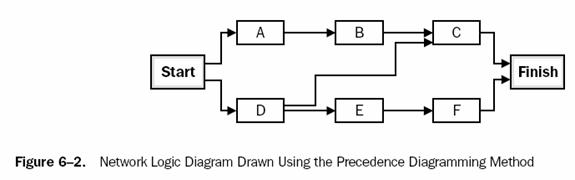 A B C
Start Finish
D E F
Figure 6–2. Network Logic Diagram Drawn Using the Precedence Diagramming Method